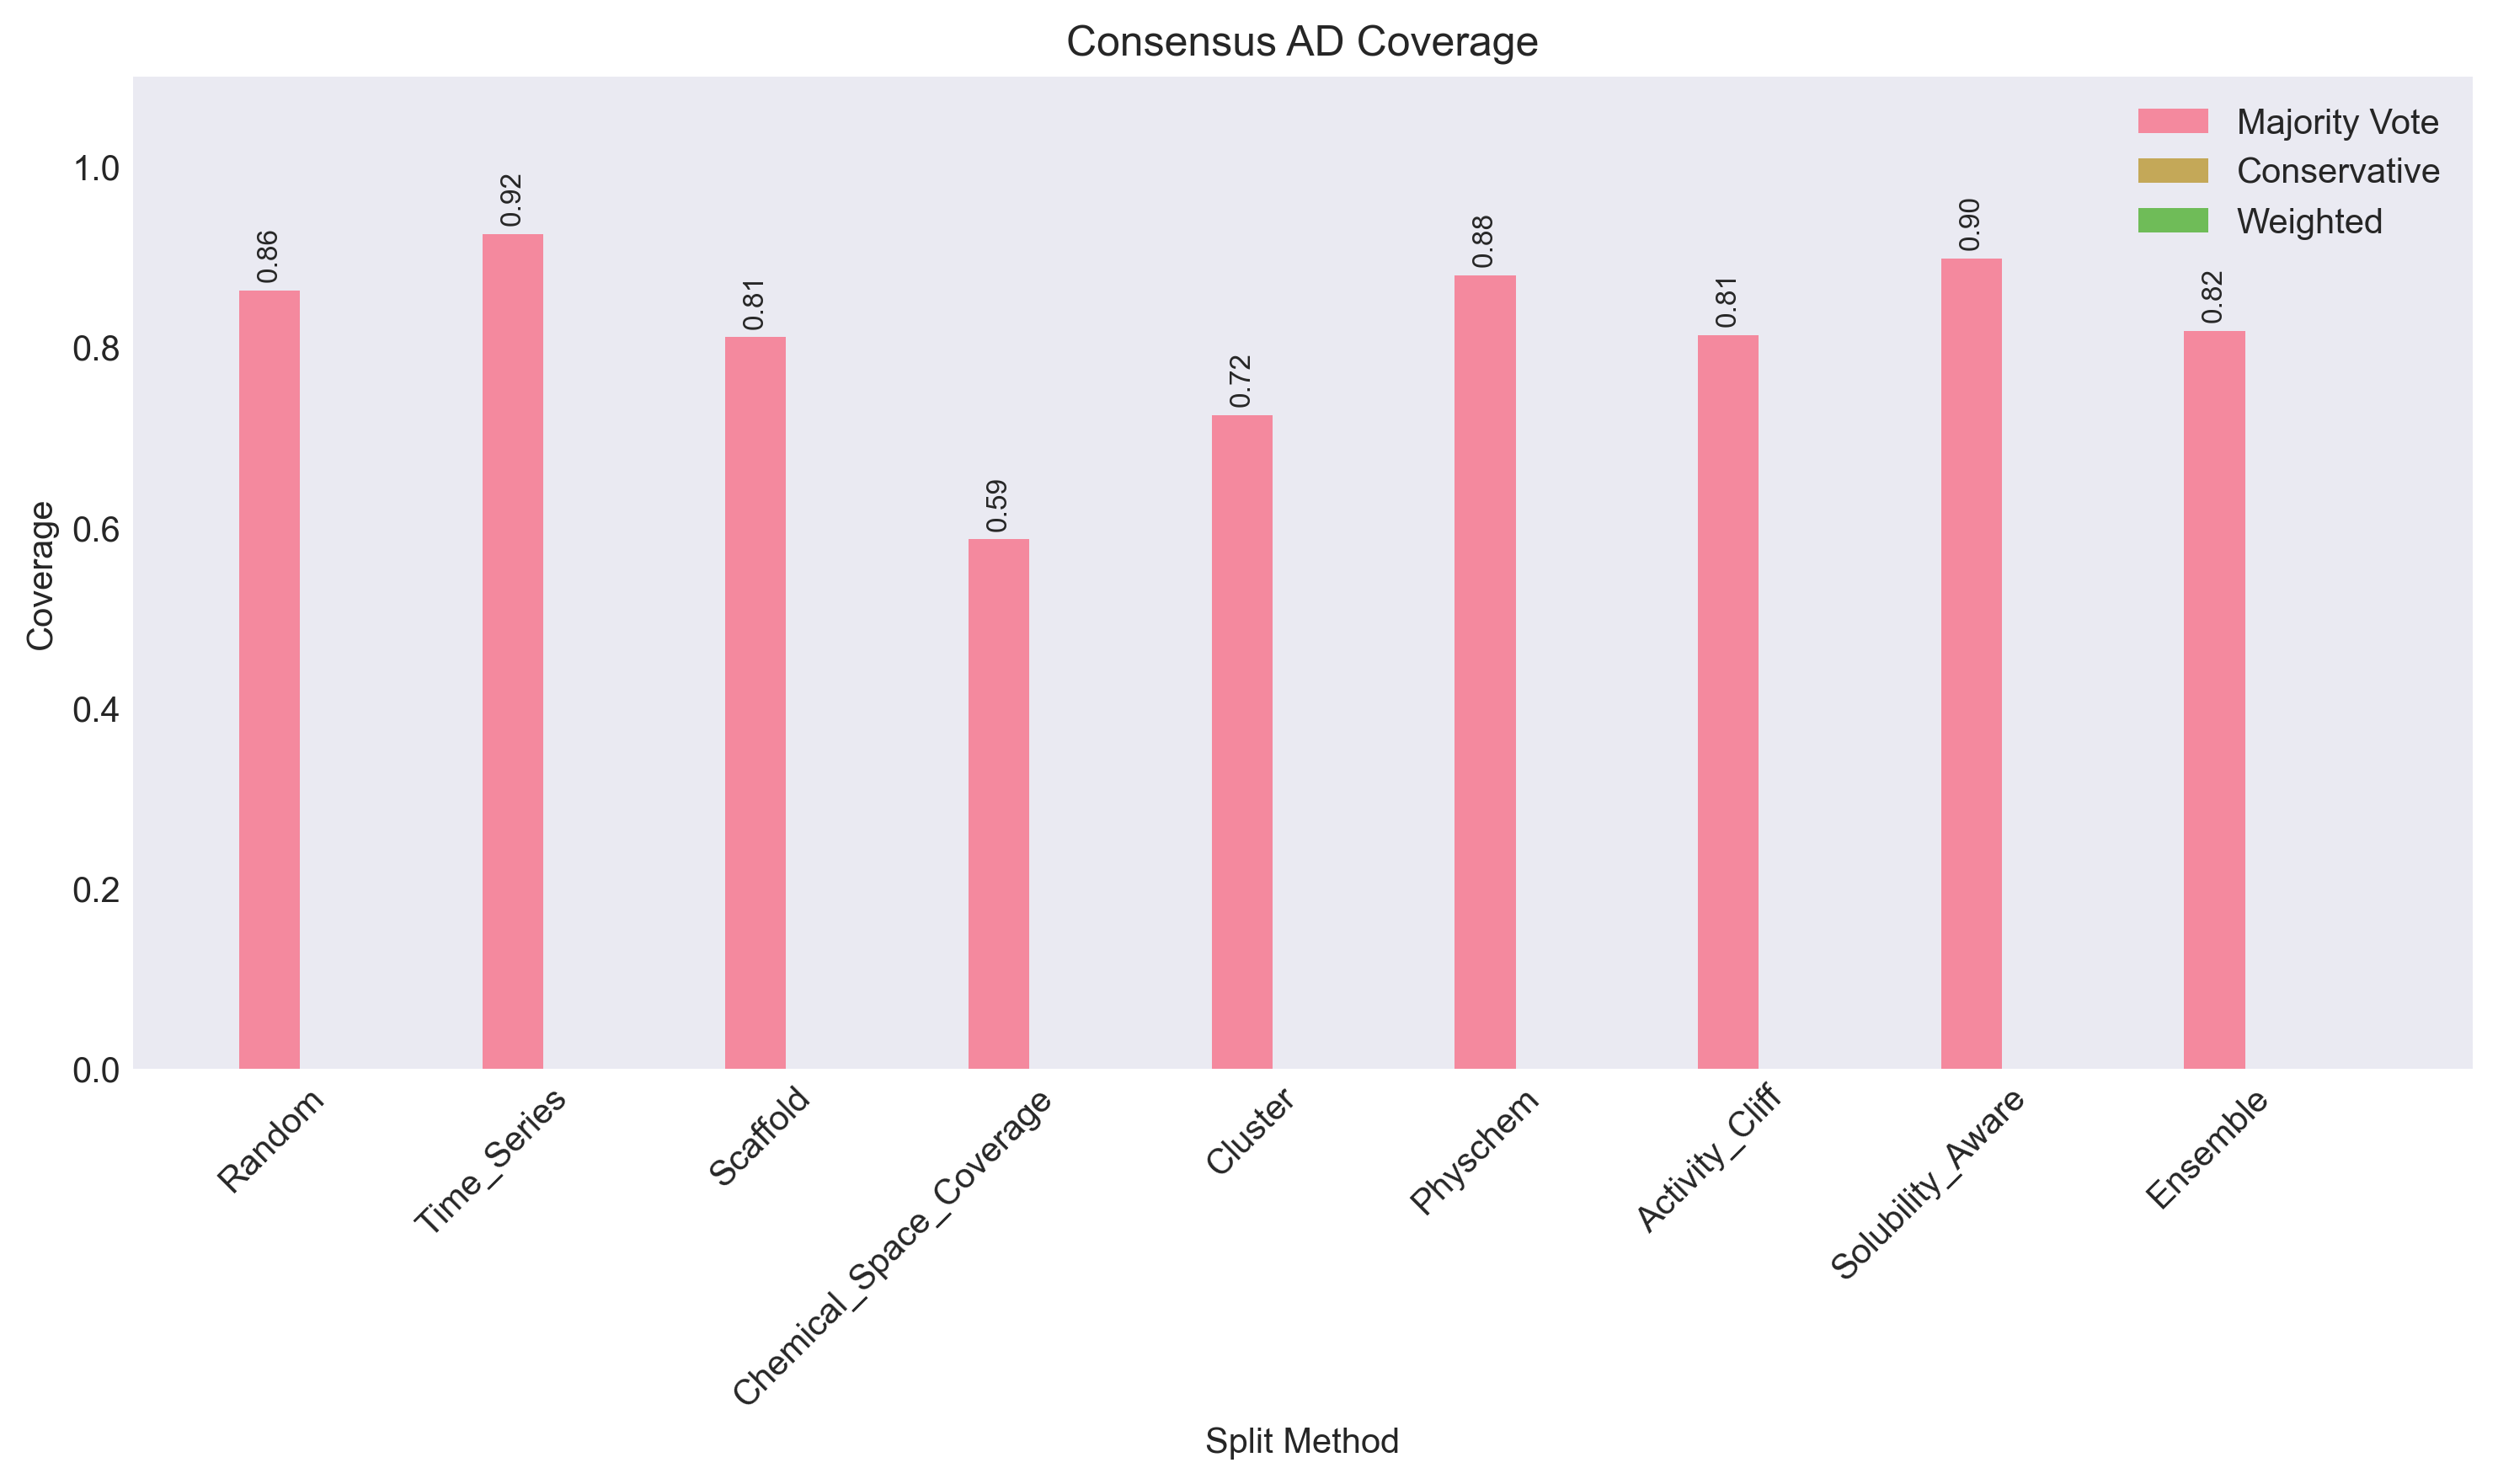 Consensus AD Coverage
Majority Vote
Conservative
Weighted
Coverage
1.0
0.8
0.6
0.4
0.2
0.0
0.86
0.92
0.81
0.59
0.72
0.88
0.81
0.90
0.82
Random
Time_Series
Scaffold
Chemical_Space_Coverage
Cluster
Physchem
Activity_Cliff
Solubility_Aware
Ensemble
Split Method